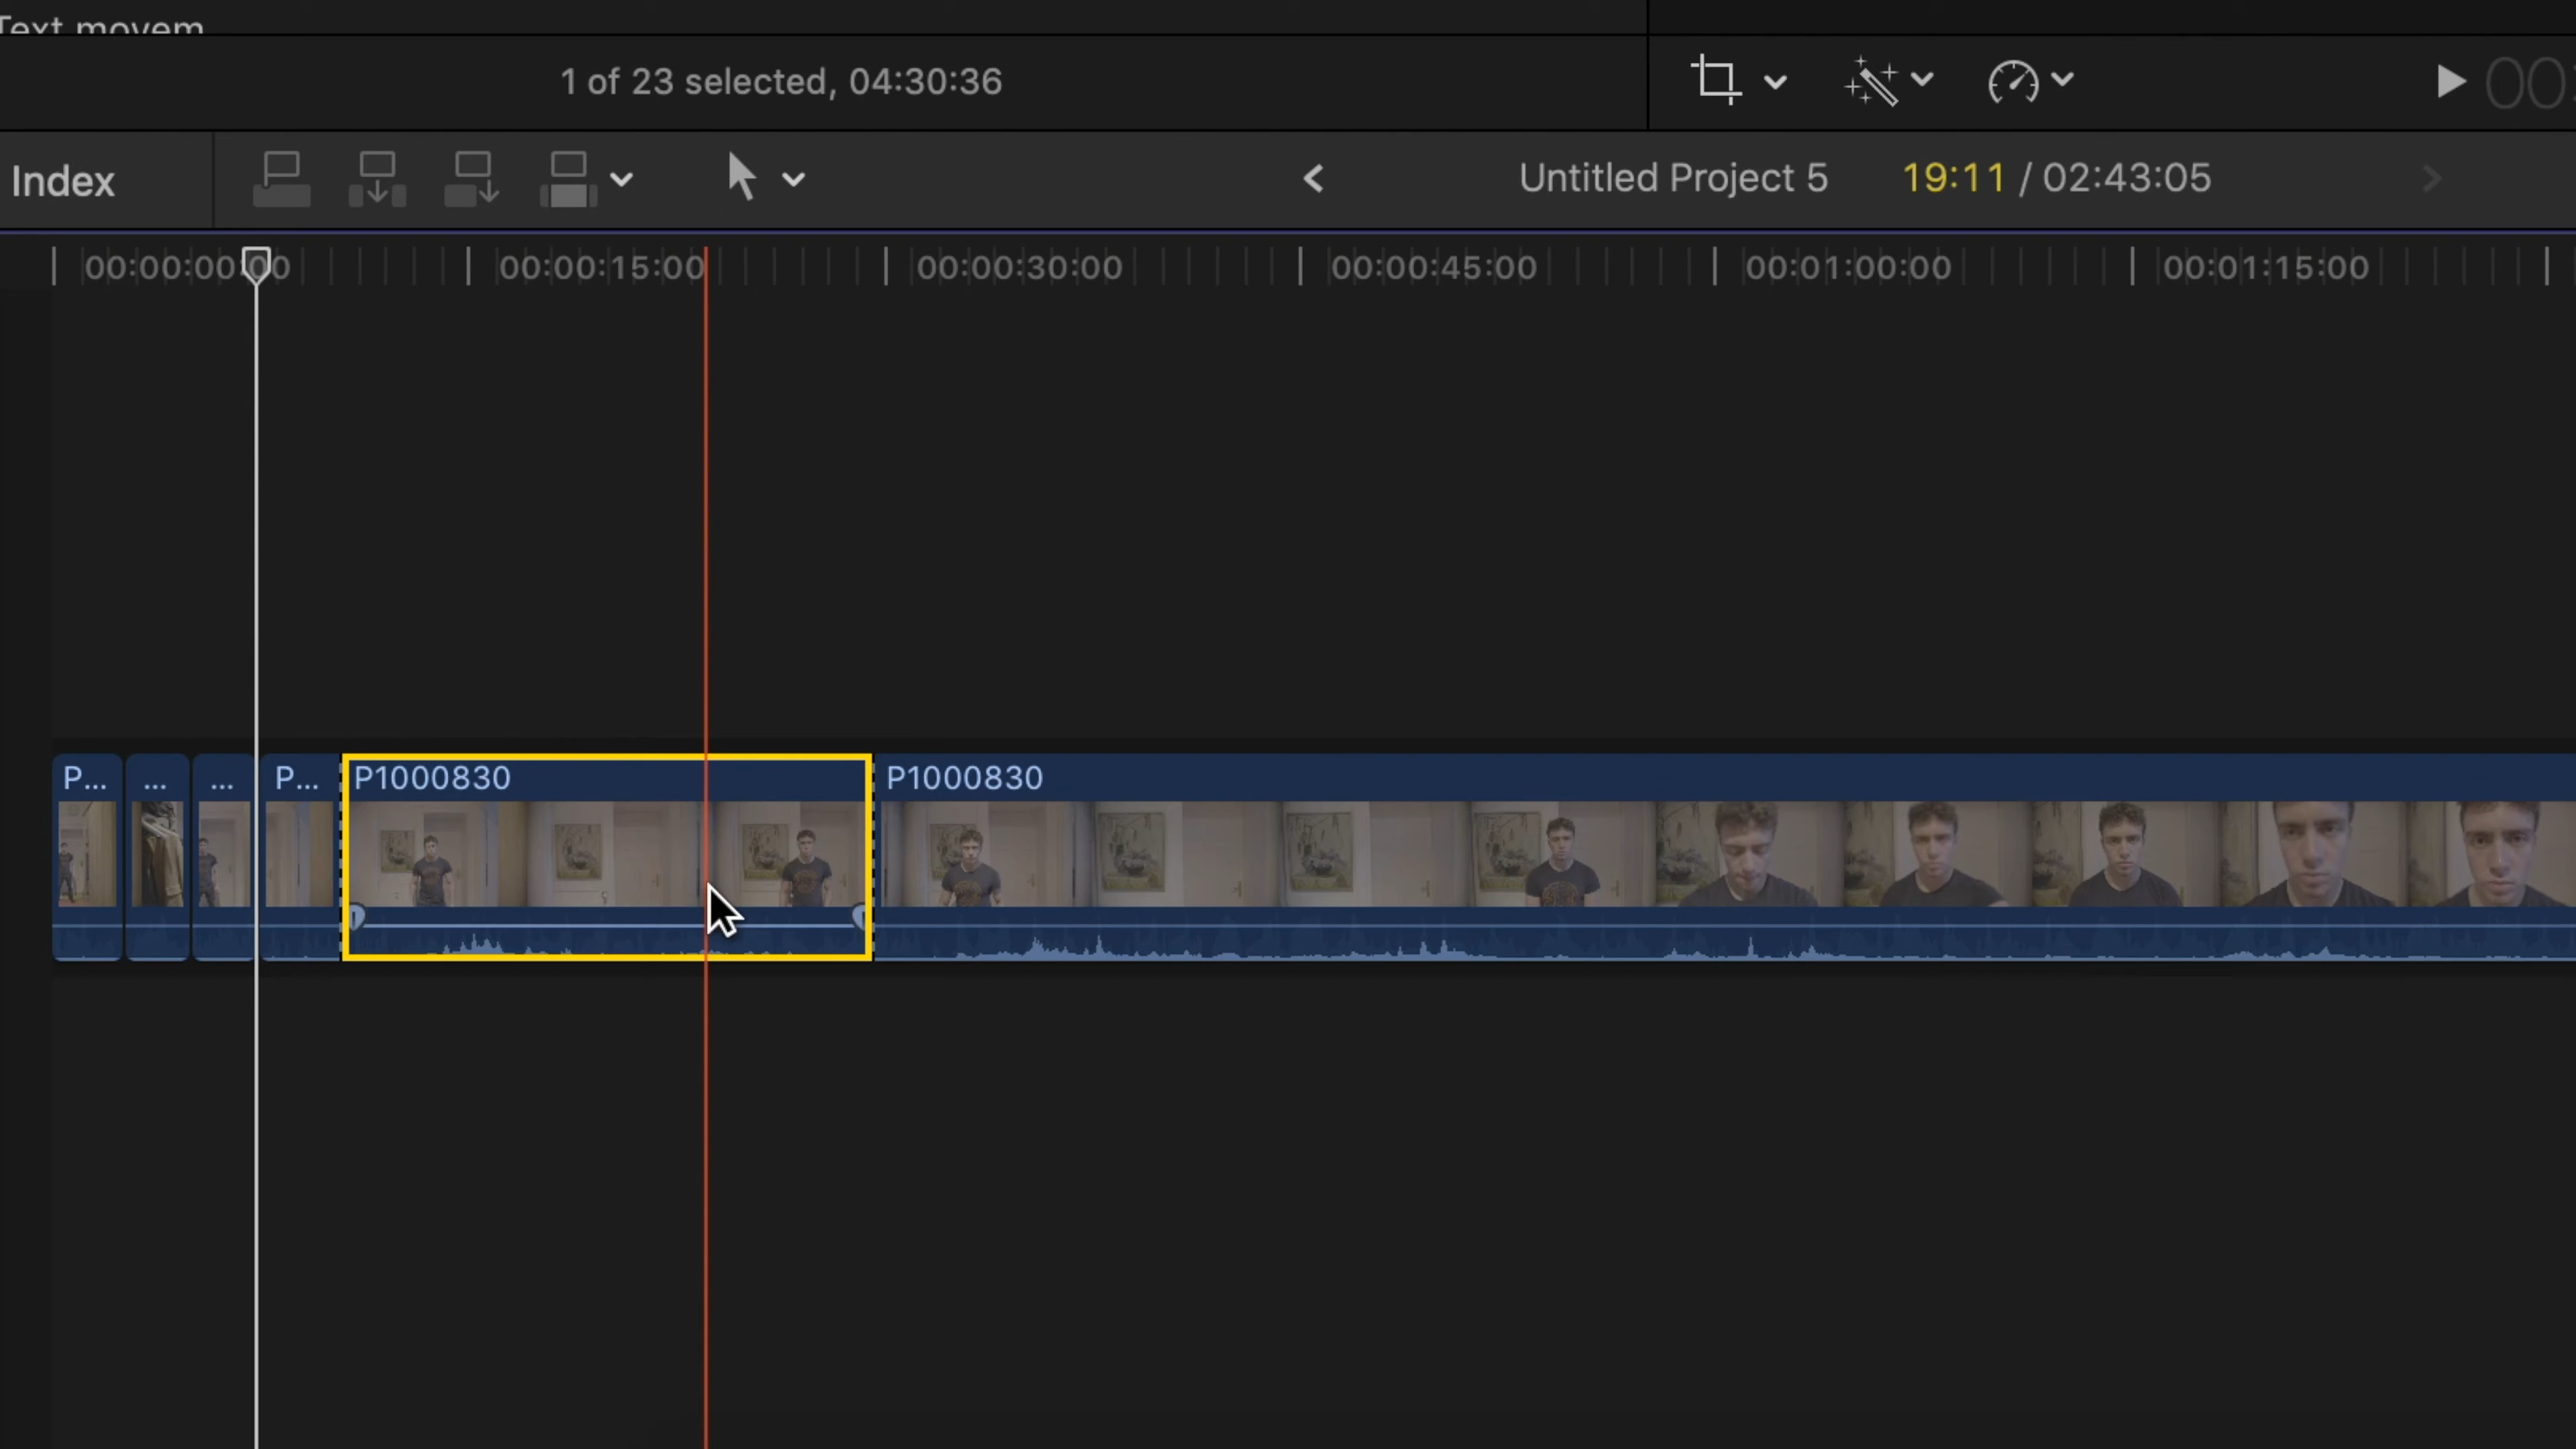 Text movem
1 of 23 selected, 04:30:36
00:
Index
Untitled Project 5 19:11 / 02:43:05
00:00:00:00 00:00:15:00 00:00:30:00 00:00:45:00 00:01:00:00 00:01:15:00
P... ... ... P... P1000830 P1000830